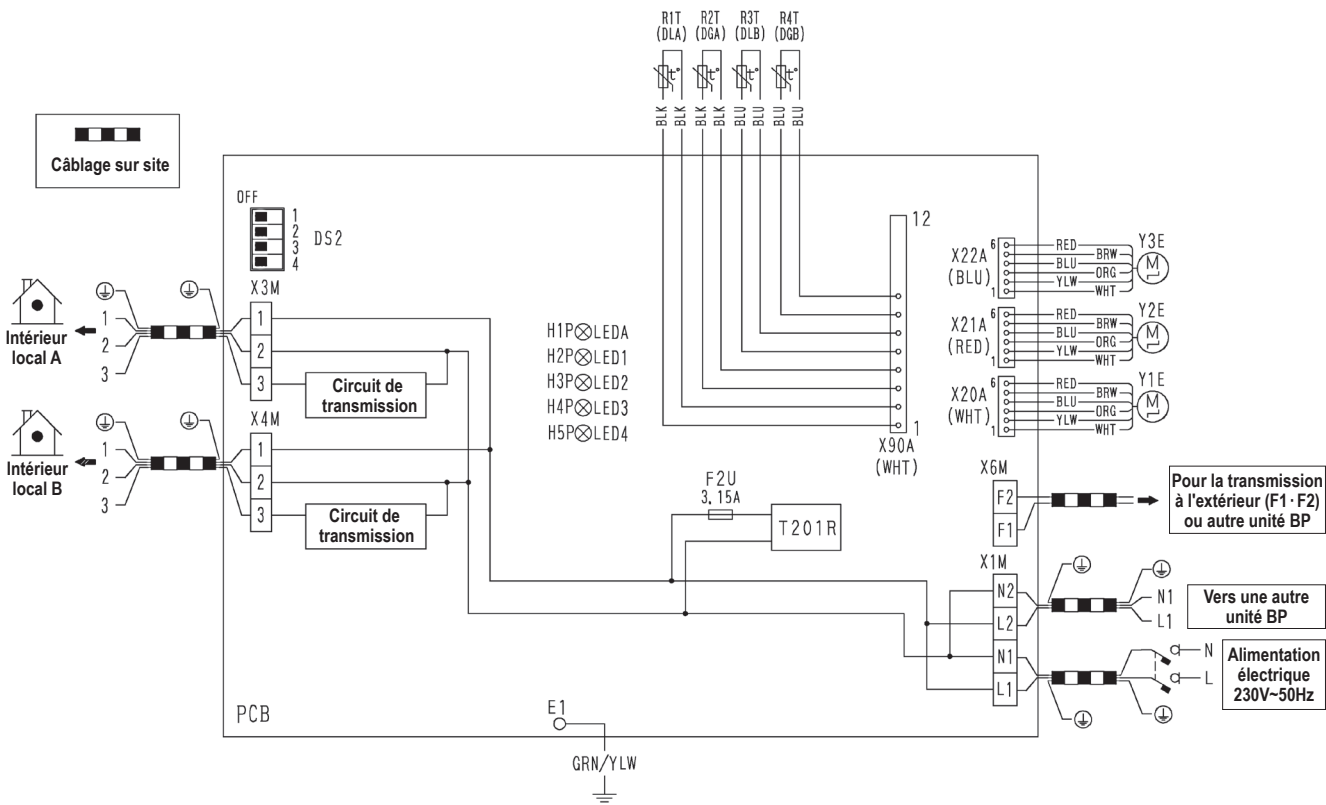 R1T R2T R3T R4T
(DLA) (DGA) (DLB) (DGB)
t° t° t° t°
BLK BLK BLK BLK BLU BLU BLU BLU
Câblage sur site
OFF
1
2
3
4
DS2
X3M
1
2
3
Intérieur
local A
1
2
3
Circuit de
transmission
X4M
1
2
3
Intérieur
local B
1
2
3
Circuit de
transmission
H1P LEDA
H2P LED1
H3P LED2
H4P LED3
H5P LED4
12
1
X90A
(WHT)
X22A
(BLU)
6
1
RED
BRW
BLU
ORG
YLW
WHT
Y3E
M
X21A
(RED)
6
1
RED
BRW
BLU
ORG
YLW
WHT
Y2E
M
X20A
(WHT)
6
1
RED
BRW
BLU
ORG
YLW
WHT
Y1E
M
F2U
3,15A
T201R
X6M
F2
F1
Pour la transmission
à l'extérieur (F1·F2)
ou autre unité BP
X1M
N2
L2
N1
L1
N1
L1
Vers une autre
unité BP
N
L
Alimentation
électrique
230V~50Hz
PCB
E1
GRN/YLW